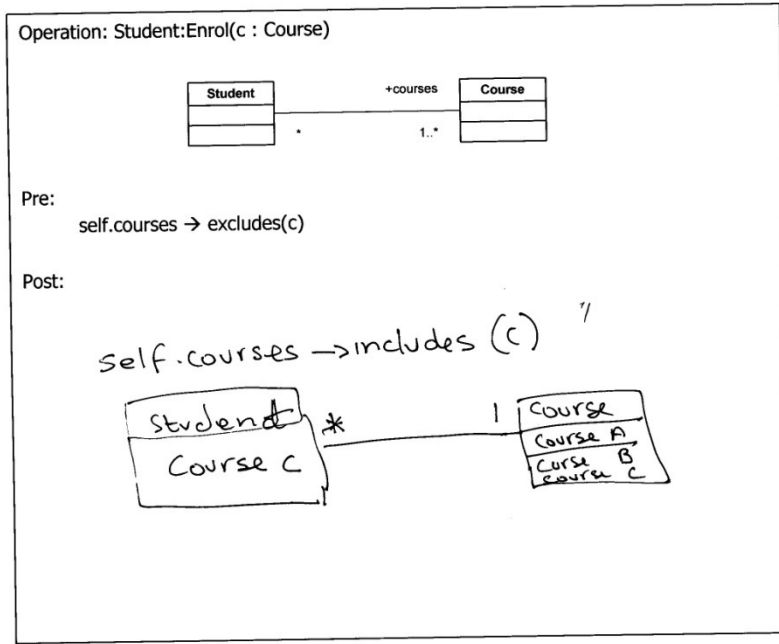 Operation: Student:Enrol(c : Course)
Student +courses Course
* 1..*
Pre:
self.courses → excludes(c)
Post:
self.courses → includes (c)
Student * 1 Course
Course C Course A
Curse B
course C